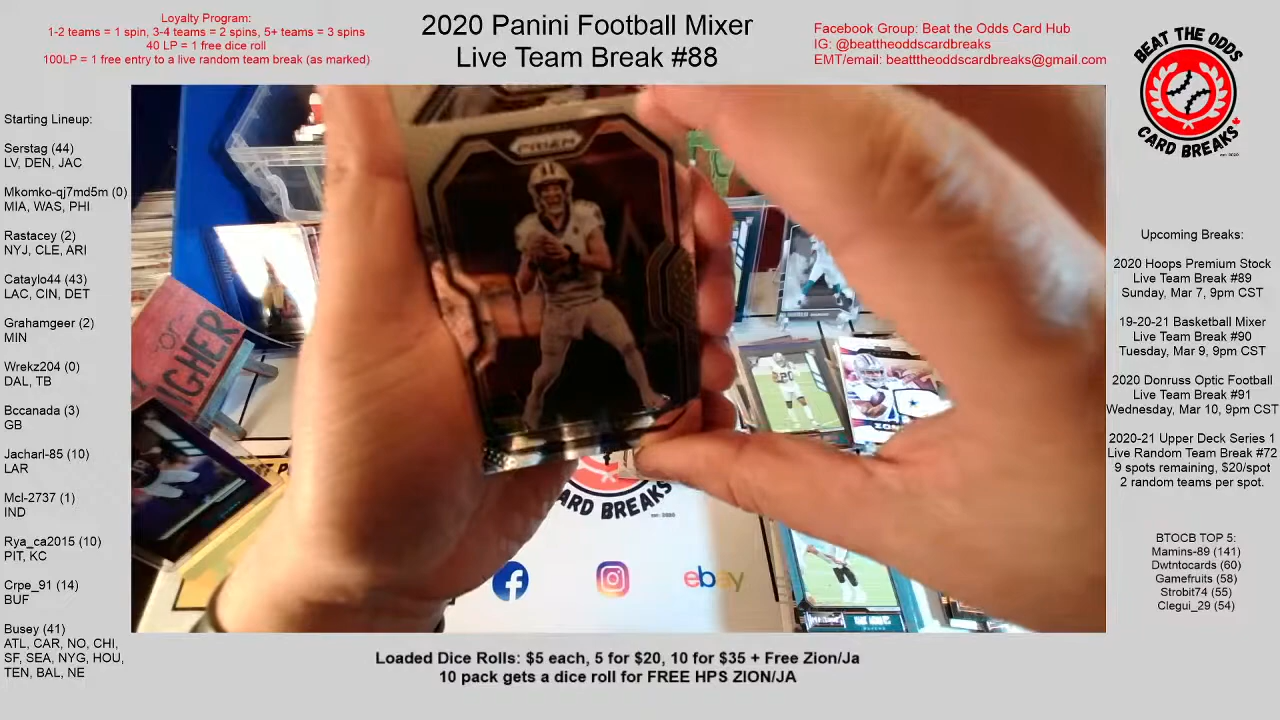 Loyalty Program:
1-2 teams = 1 spin, 3-4 teams = 2 spins, 5+ teams = 3 spins
40 LP = 1 free dice roll
100LP = 1 free entry to a live random team break (as marked)
2020 Panini Football Mixer
Live Team Break #88
Facebook Group: Beat the Odds Card Hub
IG: @beattheoddscardbreaks
EMT/email: beatttheoddscardbreaks@gmail.com
BEAT THE ODDS
CARD BREAKS
Starting Lineup:
Serstag (44)
LV, DEN, JAC
Mkomko-qj7md5m (0)
MIA, WAS, PHI
Rastacey (2)
NYJ, CLE, ARI
Cataylo44 (43)
LAC, CIN, DET
Grahamgeer (2)
MIN
Wrekz204 (0)
DAL, TB
Bccanada (3)
GB
Jacharl-85 (10)
LAR
Mcl-2737 (1)
IND
Rya_ca2015 (10)
PIT, KC
Crpe_91 (14)
BUF
Busey (41)
ATL, CAR, NO, CHI,
SF, SEA, NYG, HOU,
TEN, BAL, NE
PRIZM
or
HIGHER
CARD BREAKS
ebay
Upcoming Breaks:
2020 Hoops Premium Stock
Live Team Break #89
Sunday, Mar 7, 9pm CST
19-20-21 Basketball Mixer
Live Team Break #90
Tuesday, Mar 9, 9pm CST
2020 Donruss Optic Football
Live Team Break #91
Wednesday, Mar 10, 9pm CST
2020-21 Upper Deck Series 1
Live Random Team Break #72
9 spots remaining, $20/spot
2 random teams per spot.
BTOCB TOP 5:
Mamins-89 (141)
Dwtntocards (60)
Gamefruits (58)
Strobit74 (55)
Clegui_29 (54)
Loaded Dice Rolls: $5 each, 5 for $20, 10 for $35 + Free Zion/Ja
10 pack gets a dice roll for FREE HPS ZION/JA